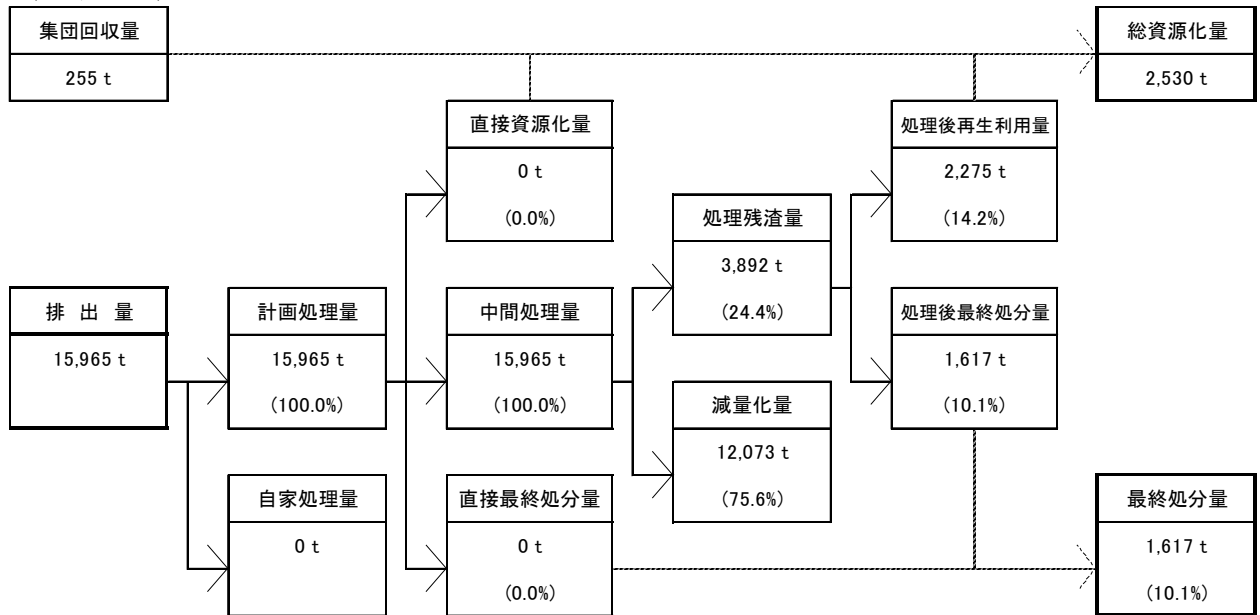 集団回収量
255 t
総資源化量
2,530 t
直接資源化量
0 t
(0.0%)
処理後再生利用量
2,275 t
(14.2%)
処理残渣量
3,892 t
(24.4%)
排 出 量
15,965 t
計画処理量
15,965 t
(100.0%)
中間処理量
15,965 t
(100.0%)
処理後最終処分量
1,617 t
(10.1%)
減量化量
12,073 t
(75.6%)
自家処理量
0 t
直接最終処分量
0 t
(0.0%)
最終処分量
1,617 t
(10.1%)